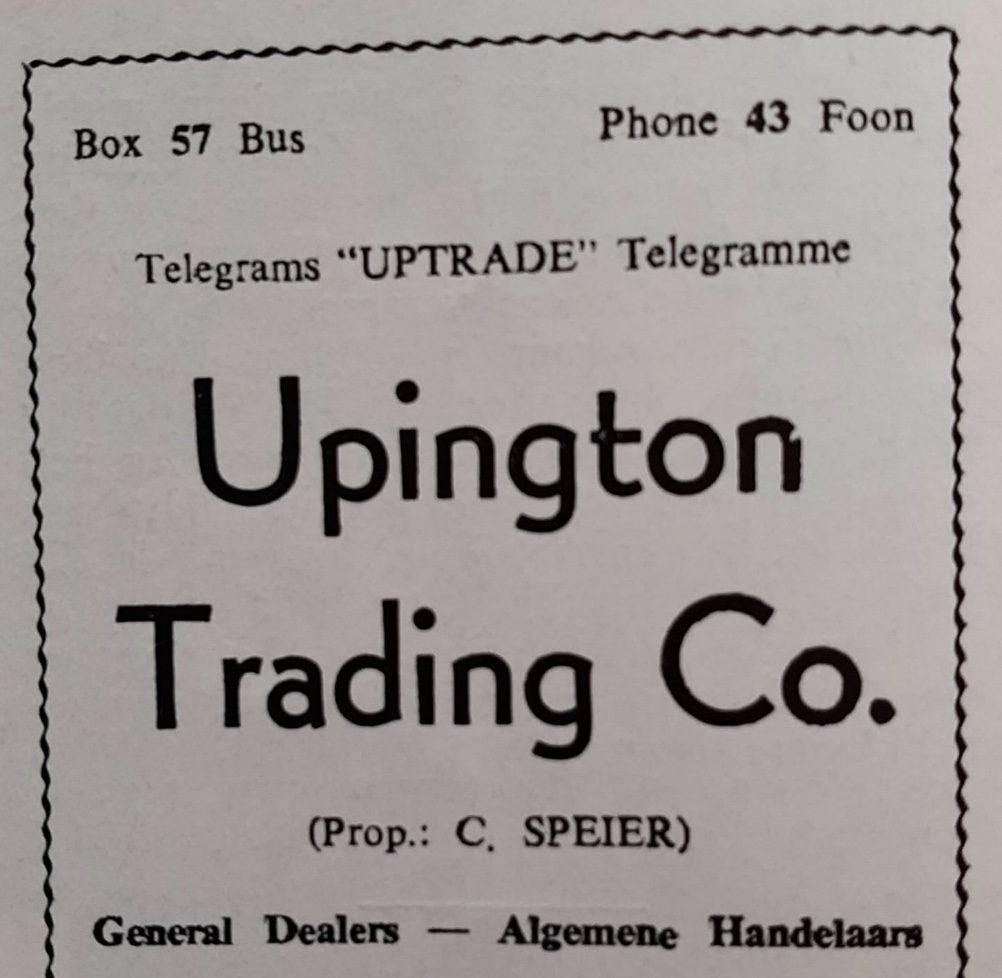 Box 57 Bus Phone 43 Foon
Telegrams “UPTRADE” Telegramme
Upington
Trading Co.
(Prop.: C. SPEIER)
General Dealers — Algemene Handelaars